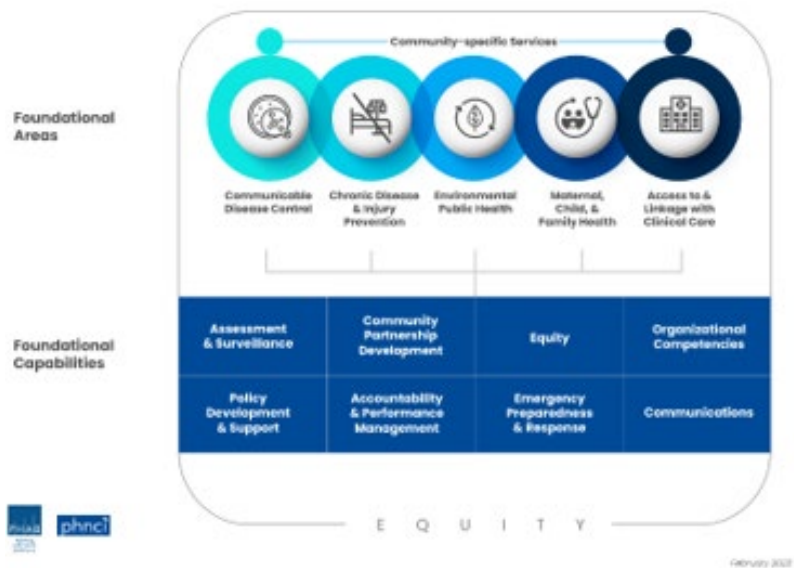 Community-specific Services
Foundational
Areas
Communicable
Disease Control
Chronic Disease
& Injury
Prevention
Environmental
Public Health
Maternal,
Child, &
Family Health
Access to &
Linkage with
Clinical Care
Foundational
Capabilities
Assessment
& Surveillance
Community
Partnership
Development
Equity
Organizational
Competencies
Policy
Development
& Support
Accountability
& Performance
Management
Emergency
Preparedness
& Response
Communications
PHAB
phnci
EQUITY
February 2022